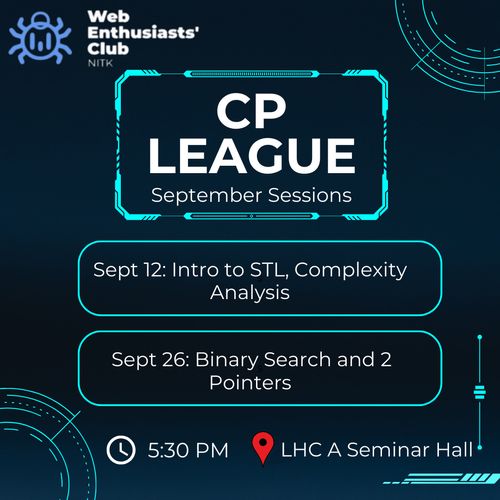 Web
Enthusiasts'
Club
NITK
CP
LEAGUE
September Sessions
Sept 12: Intro to STL, Complexity
Analysis
Sept 26: Binary Search and 2
Pointers
5:30 PM
LHC A Seminar Hall